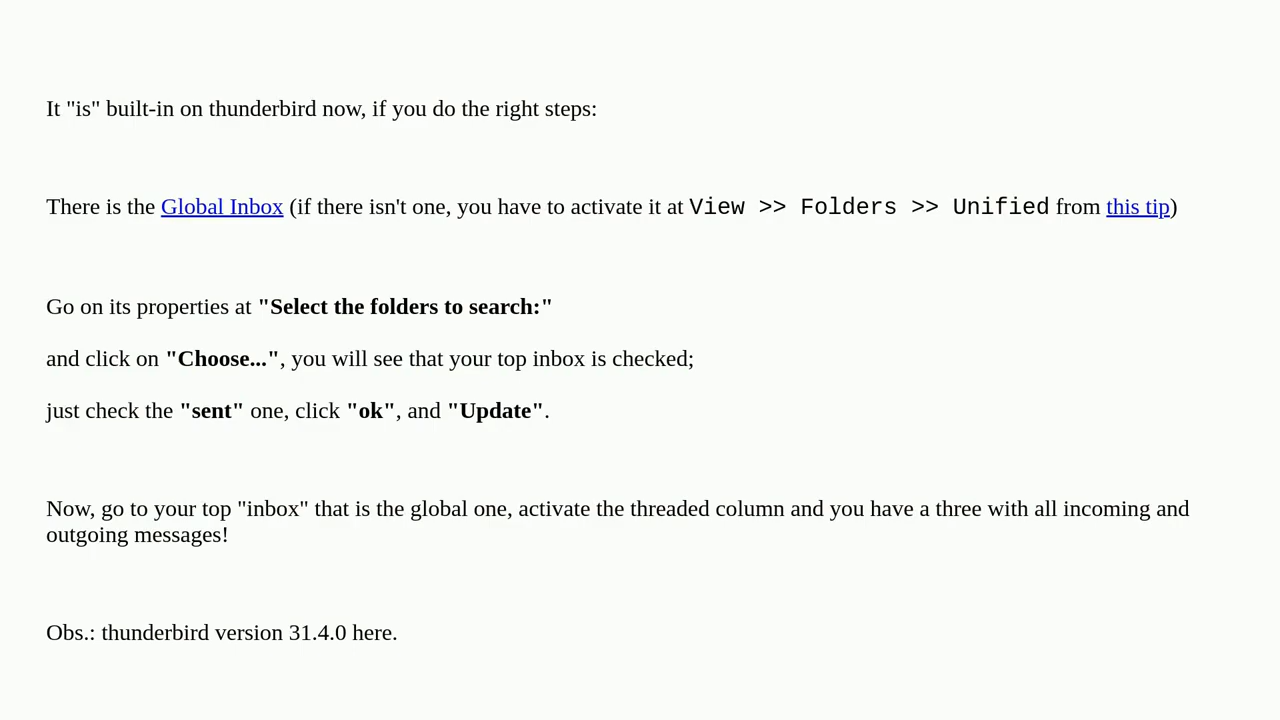 It "is" built-in on thunderbird now, if you do the right steps:
There is the Global Inbox (if there isn't one, you have to activate it at View >> Folders >> Unified from this tip)
Go on its properties at "Select the folders to search:"
and click on "Choose...", you will see that your top inbox is checked;
just check the "sent" one, click "ok", and "Update".
Now, go to your top "inbox" that is the global one, activate the threaded column and you have a three with all incoming and
outgoing messages!
Obs.: thunderbird version 31.4.0 here.